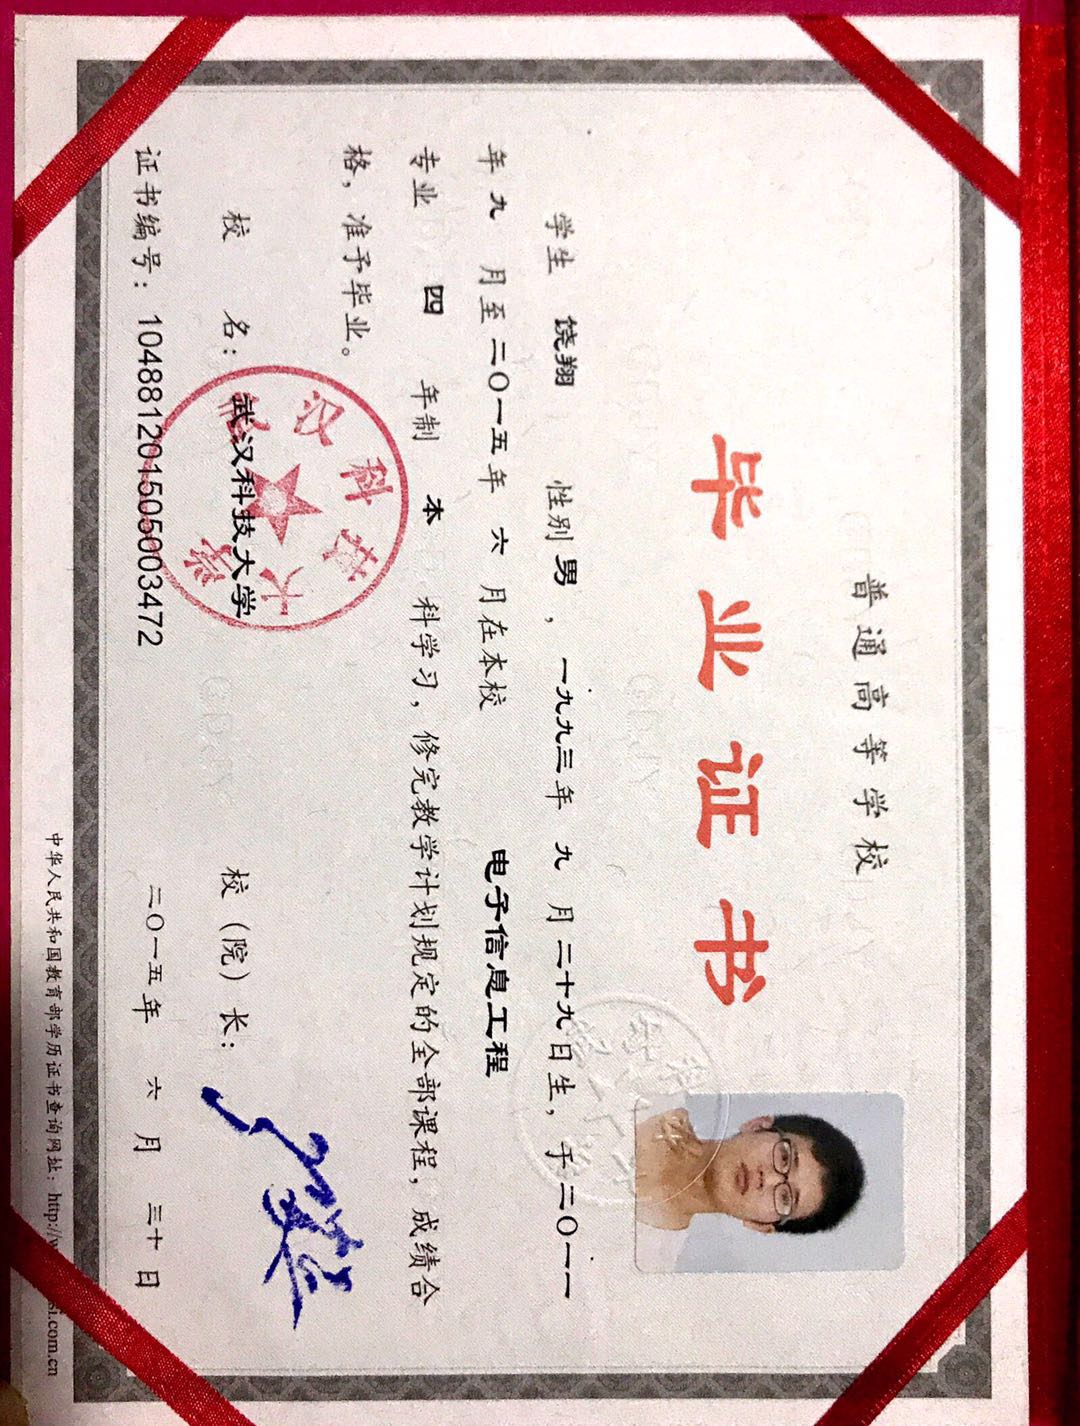 普通高等学校
毕业证书
学生 饶翔 性别 男 ， 一九九三年 九 月 二十九日生，于二〇一一
年 九 月至二〇一五年 六 月在本校 电子信息工程
专业 四 年制 本 科学习，修完教学计划规定的全部课程，成绩合
格，准予毕业。
校 名：武汉科技大学 校（院）长：
证书编号：104881201505003472 二〇一五年 六 月 三十 日
中华人民共和国教育部学历证书查询网址：http://w si.com.cn
武汉科技大学